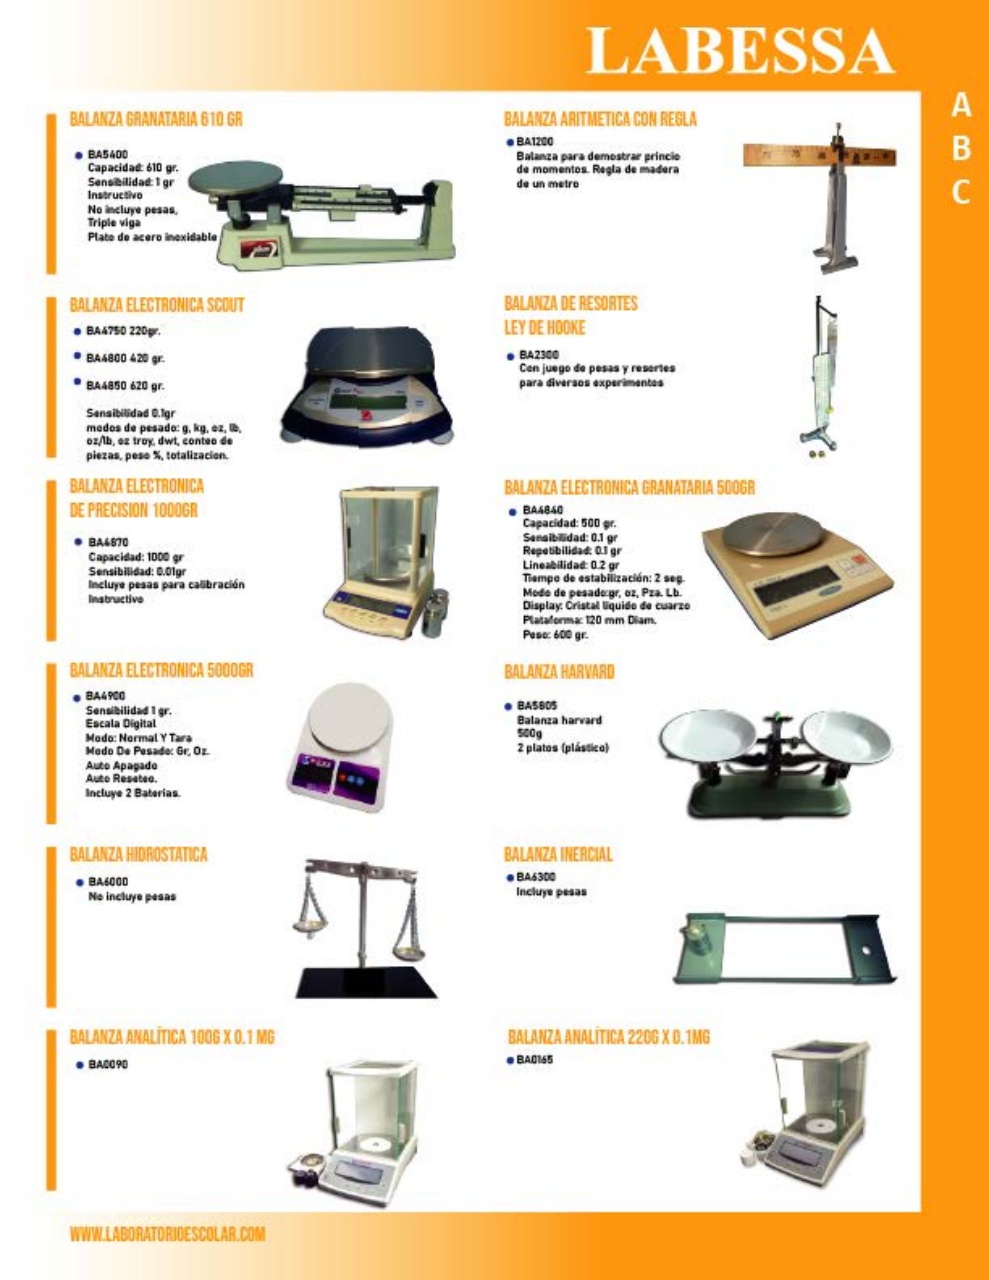 LABESSA
A
B
C
BALANZA GRANATARIA 610 GR
BA5400
Capacidad: 610 gr.
Sensibilidad: 1 gr
Instructivo
No incluye pesas,
Triple viga
Plato de acero inoxidable
BALANZA ARITMETICA CON REGLA
BA1200
Balanza para demostrar princio
de momentos. Regla de madera
de un metro
BALANZA ELECTRONICA SCOUT
BA4750 220gr.
BA4800 420 gr.
BA4850 620 gr.
Sensibilidad 0.1gr
modos de pesado: g, kg, oz, lb,
oz/lb, oz troy, dwt, conteo de
piezas, peso %, totalizacion.
BALANZA DE RESORTES
LEY DE HOOKE
BA2300
Con juego de pesas y resortes
para diversos experimentos
BALANZA ELECTRONICA
DE PRECISION 1000GR
BA4870
Capacidad: 1000 gr
Sensibilidad: 0.01gr
Incluye pesas para calibración
Instructivo
BALANZA ELECTRONICA GRANATARIA 500GR
BA4840
Capacidad: 500 gr.
Sensibilidad: 0.1 gr
Repetibilidad: 0.1 gr
Lineabilidad: 0.2 gr
Tiempo de estabilización: 2 seg.
Modo de pesado:gr, oz, Pza. Lb.
Display: Cristal liquido de cuarzo
Plataforma: 120 mm Diam.
Peso: 600 gr.
BALANZA ELECTRONICA 5000GR
BA4900
Sensibilidad 1 gr.
Escala Digital
Modo: Normal Y Tara
Modo De Pesado: Gr, Oz.
Auto Apagado
Auto Reseteo.
Incluye 2 Baterias.
BALANZA HARVARD
BA5805
Balanza harvard
500g
2 platos (plástico)
BALANZA HIDROSTATICA
BA6000
No incluye pesas
BALANZA INERCIAL
BA6300
Incluye pesas
BALANZA ANALÍTICA 100G X 0.1 MG
BA0090
BALANZA ANALÍTICA 220G X 0.1MG
BA0165
WWW.LABORATORIOESCOLAR.COM